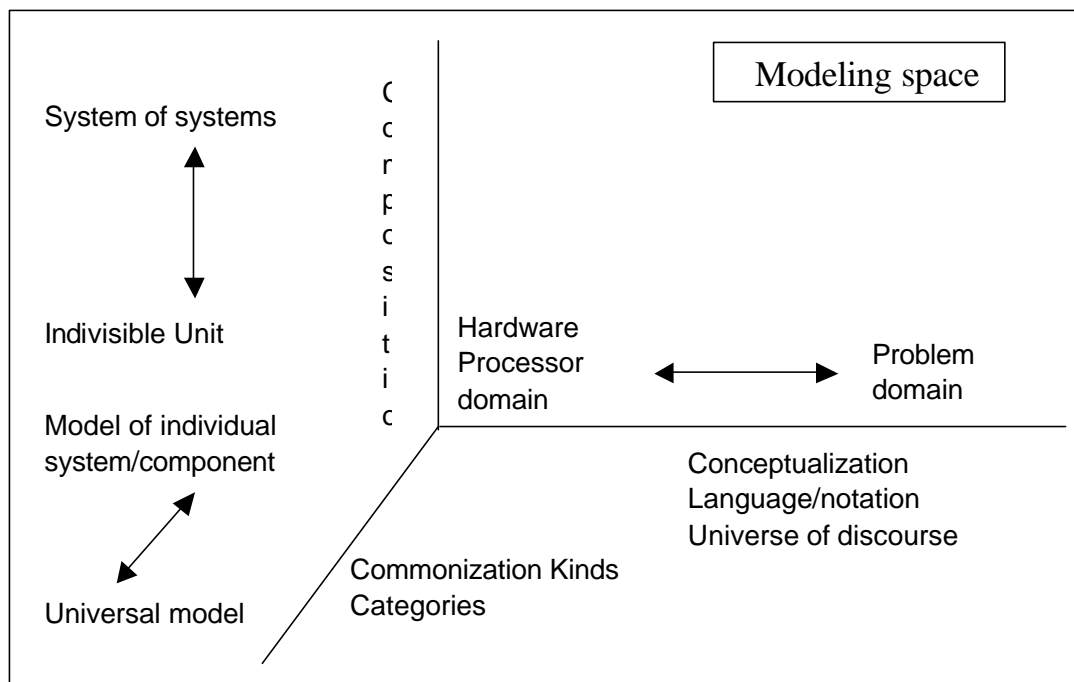 Modeling space
System of systems
Indivisible Unit
Compositio
Hardware
Processor
domain
Problem
domain
Model of individual
system/component
Universal model
Conceptualization
Language/notation
Universe of discourse
Commonization Kinds
Categories